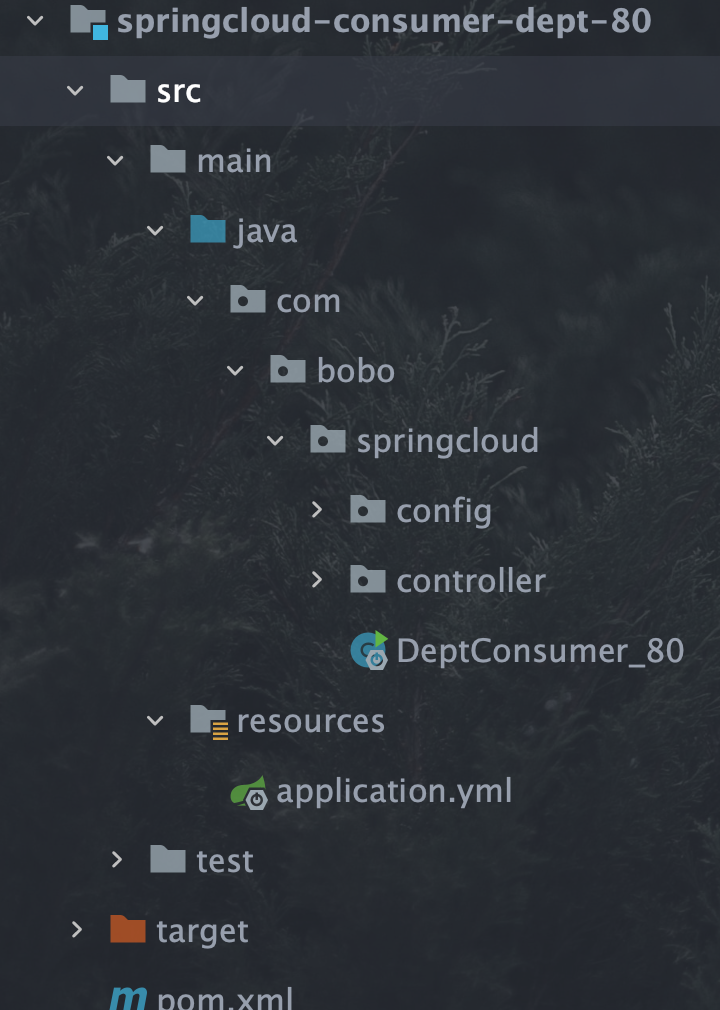 springcloud-consumer-dept-80
src
main
java
com
bobo
springcloud
config
controller
DeptConsumer_80
resources
application.yml
test
target
pom.xml